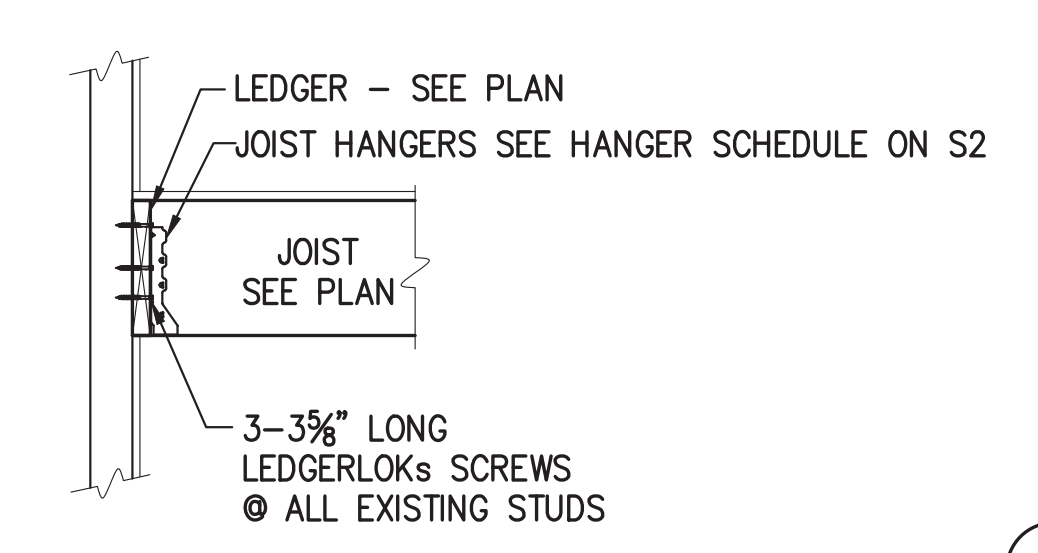 LEDGER – SEE PLAN
JOIST HANGERS SEE HANGER SCHEDULE ON S2
JOIST
SEE PLAN
3–3⅝" LONG
LEDGERLOKs SCREWS
@ ALL EXISTING STUDS